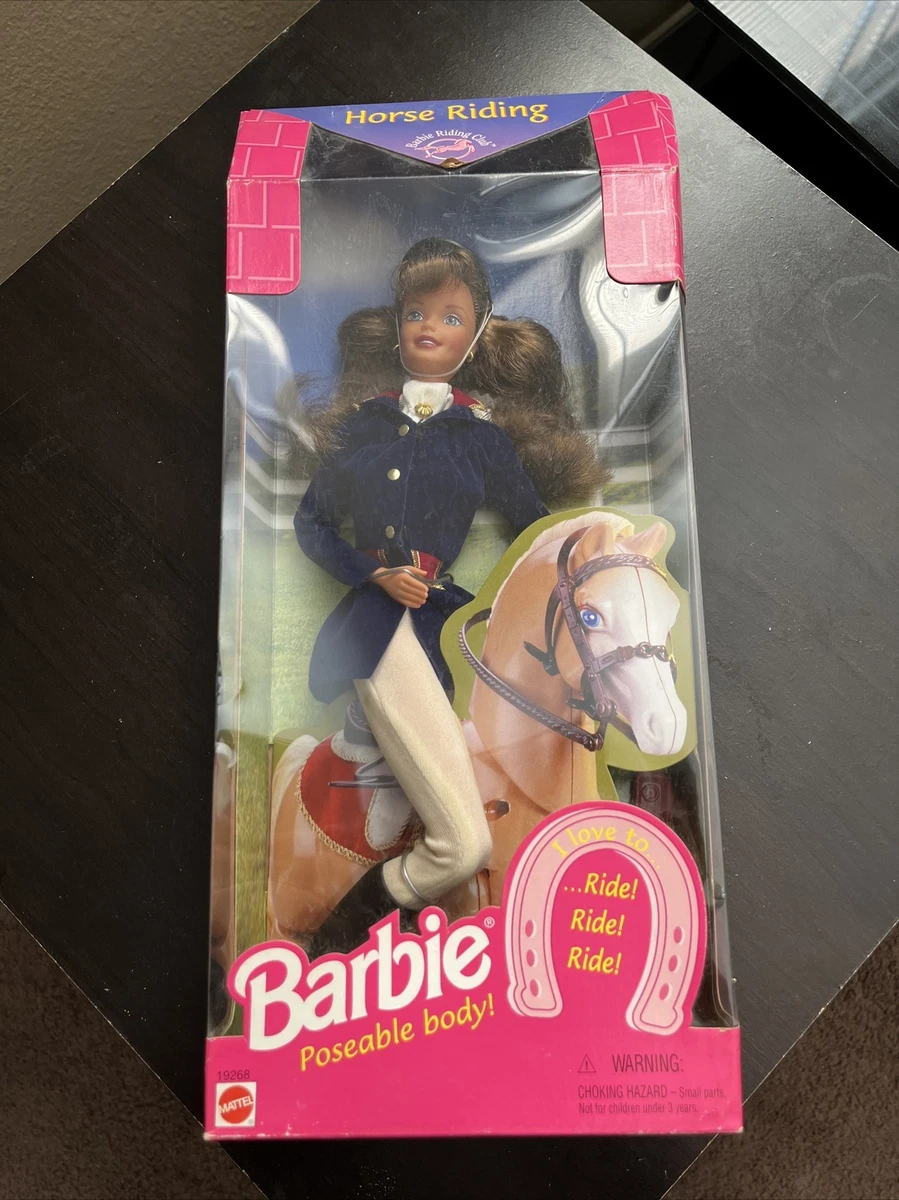 Horse Riding
Barbie Riding Club™
I love to...
...Ride!
Ride!
Ride!
Barbie®
Poseable body!
19268
MATTEL
⚠ WARNING:
CHOKING HAZARD – Small parts.
Not for children under 3 years.